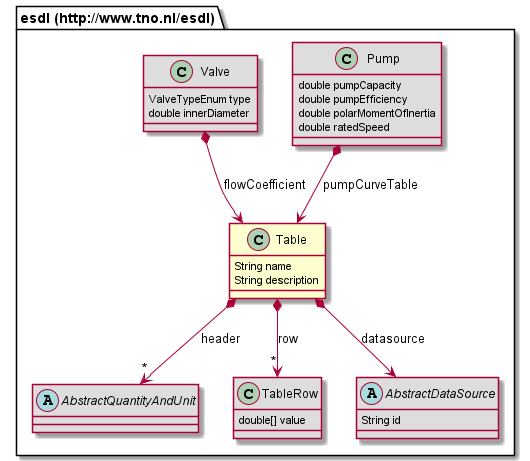 esdl (http://www.tno.nl/esdl)
C Valve
ValveTypeEnum type
double innerDiameter
C Pump
double pumpCapacity
double pumpEfficiency
double polarMomentOfInertia
double ratedSpeed
flowCoefficient
pumpCurveTable
C Table
String name
String description
header
row
datasource
*
*
A AbstractQuantityAndUnit
C TableRow
double[] value
A AbstractDataSource
String id